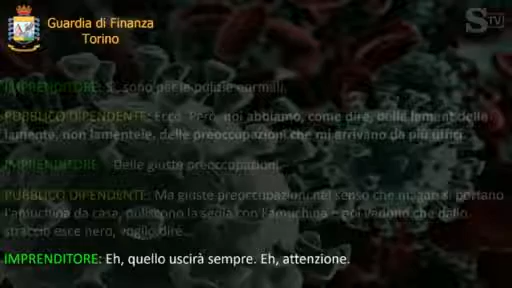 Guardia di Finanza
Torino
S TV
IMPRENDITORE: Sì, sono per le pulizie normali.
PUBBLICO DIPENDENTE: Ecco. Però, noi abbiamo, come dire, delle lamentele
lamente, non lamentele, delle preoccupazioni che mi arrivano da più uffici.
IMPRENDITORE: Delle giuste preoccupazioni.
PUBBLICO DIPENDENTE: Ma giuste preoccupazioni nel senso che magari si portano
l'amuchina da casa, puliscono la sedia con l'amuchina e poi vedono che dallo
straccio esce nero, voglio dire...
IMPRENDITORE: Eh, quello uscirà sempre. Eh, attenzione.